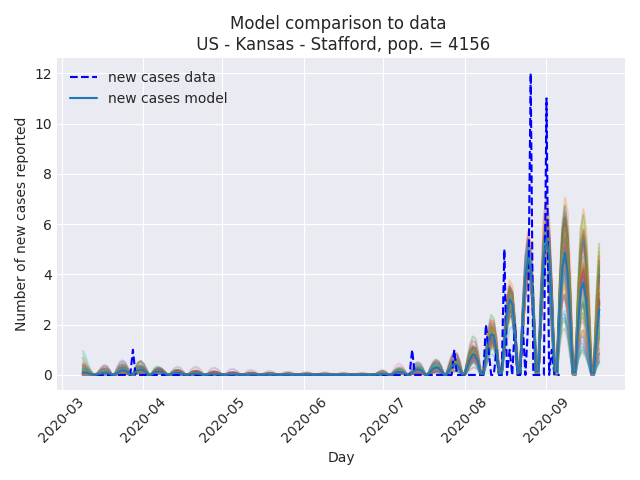 Model comparison to data
US - Kansas - Stafford, pop. = 4156
new cases data
new cases model
Number of new cases reported
12
10
8
6
4
2
0
2020-03
2020-04
2020-05
2020-06
2020-07
2020-08
2020-09
Day